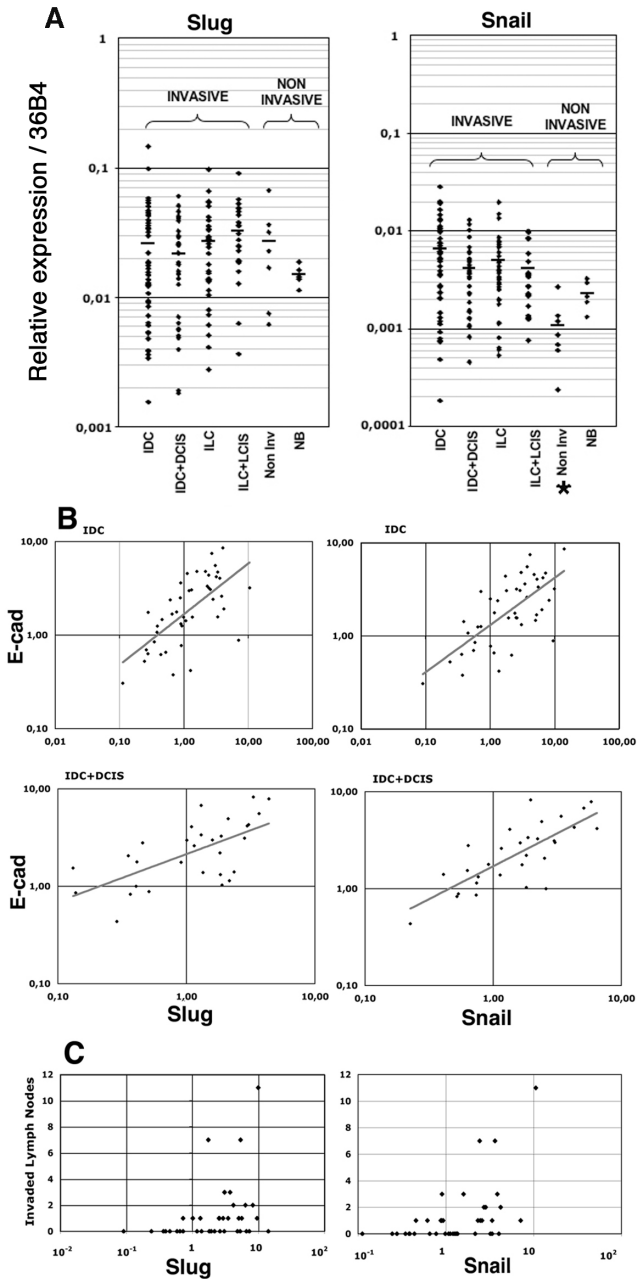 A
Slug
Snail
Relative expression / 36B4
1
0,1
0,01
0,001
INVASIVE
NON INVASIVE
IDC
IDC+DCIS
ILC
ILC+LCIS
Non Inv
NB
1
0,1
0,01
0,001
0,0001
INVASIVE
NON INVASIVE
IDC
IDC+DCIS
ILC
ILC+LCIS
Non Inv
*
NB
B
IDC
E-cad
10,00
1,00
0,10
0,01 0,10 1,00 10,00 100,00
IDC
10,00
1,00
0,10
0,01 0,10 1,00 10,00 100,00
IDC+DCIS
E-cad
10,00
1,00
0,10
0,10 1,00 10,00
Slug
IDC+DCIS
10,00
1,00
0,10
0,10 1,00 10,00
Snail
C
Invaded Lymph Nodes
12
10
8
6
4
2
0
10-2 10-1 1 10 102
Slug
12
10
8
6
4
2
0
10-1 1 10 102
Snail